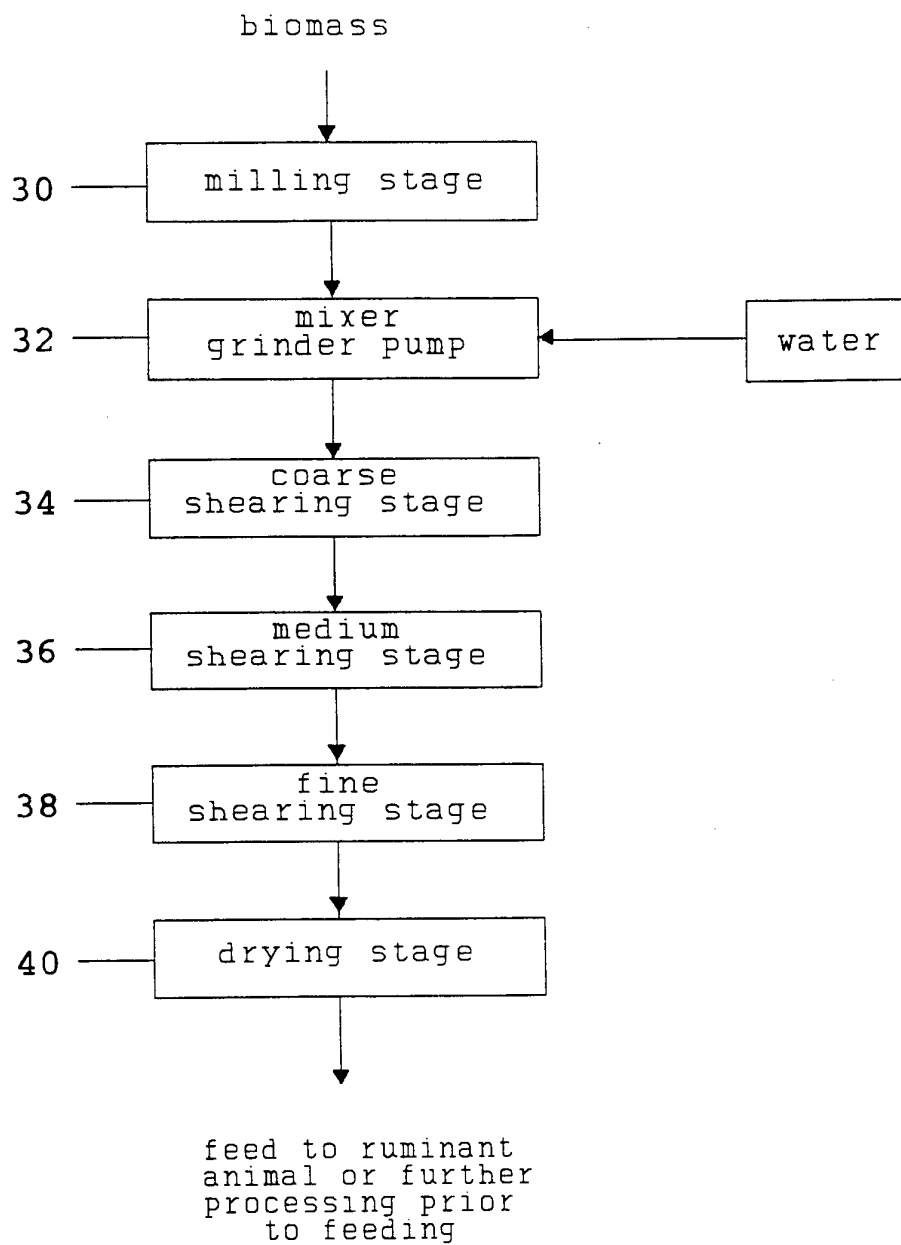 biomass
30
milling stage
32
mixer
grinder pump
water
34
coarse
shearing stage
36
medium
shearing stage
38
fine
shearing stage
40
drying stage
feed to ruminant
animal or further
processing prior
to feeding